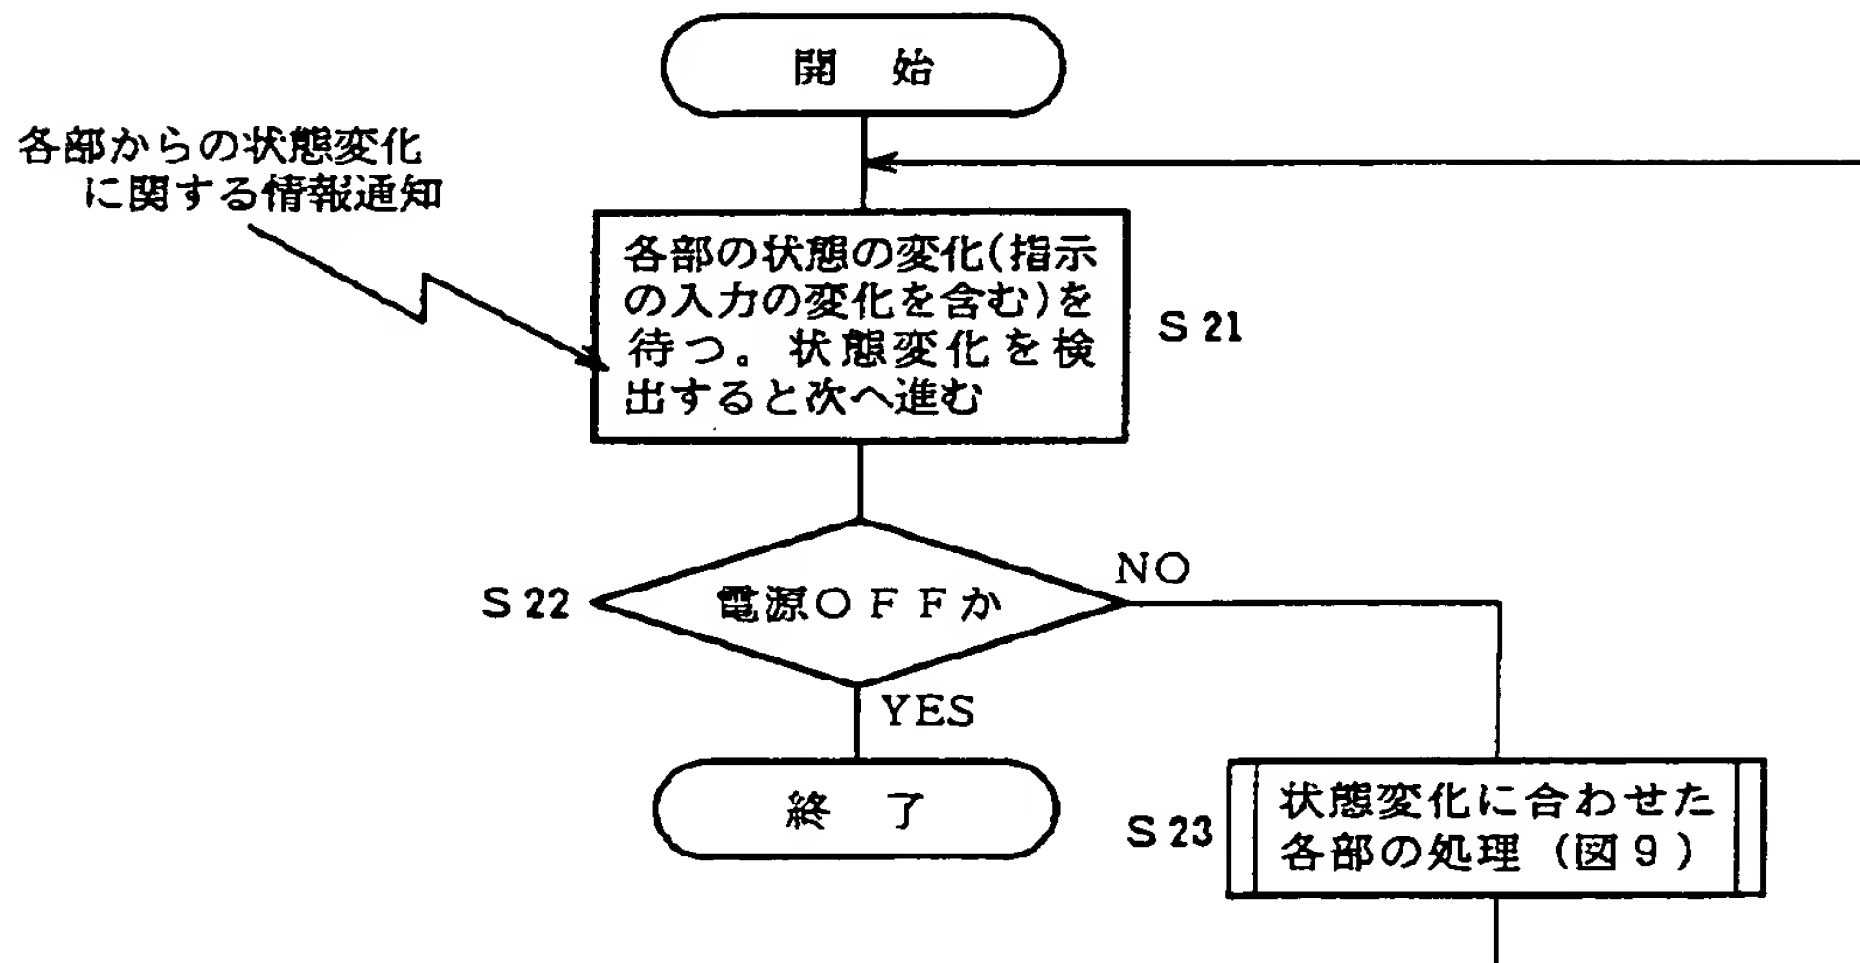 開 始
各部からの状態変化
に関する情報通知
各部の状態の変化(指示
の入力の変化を含む)を
待つ。状態変化を検
出すると次へ進む
S21
S22
電源OFFか
NO
YES
終 了
S23
状態変化に合わせた
各部の処理(図9)